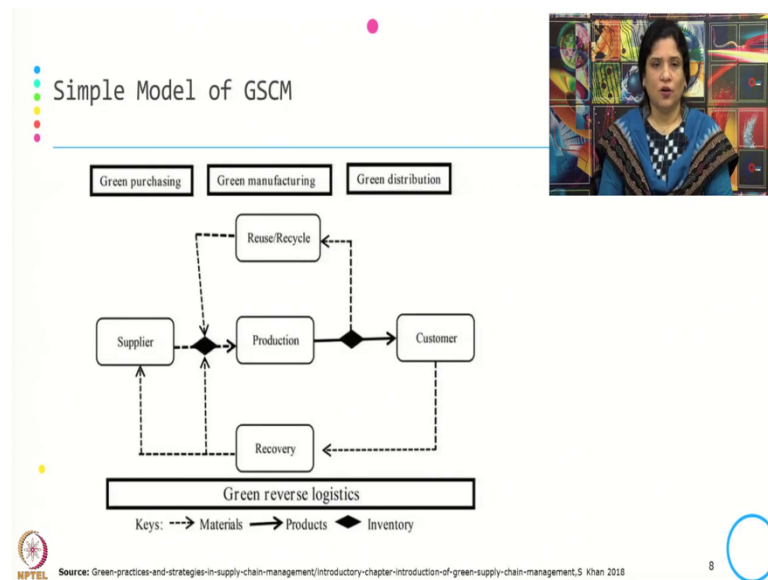 Simple Model of GSCM
Green purchasing
Green manufacturing
Green distribution
Reuse/Recycle
Supplier
Production
Customer
Recovery
Green reverse logistics
Keys: Materials Products Inventory
NPTEL
Source: Green-practices-and-strategies-in-supply-chain-management/introductory-chapter-introduction-of-green-supply-chain-management,S Khan 2018
8